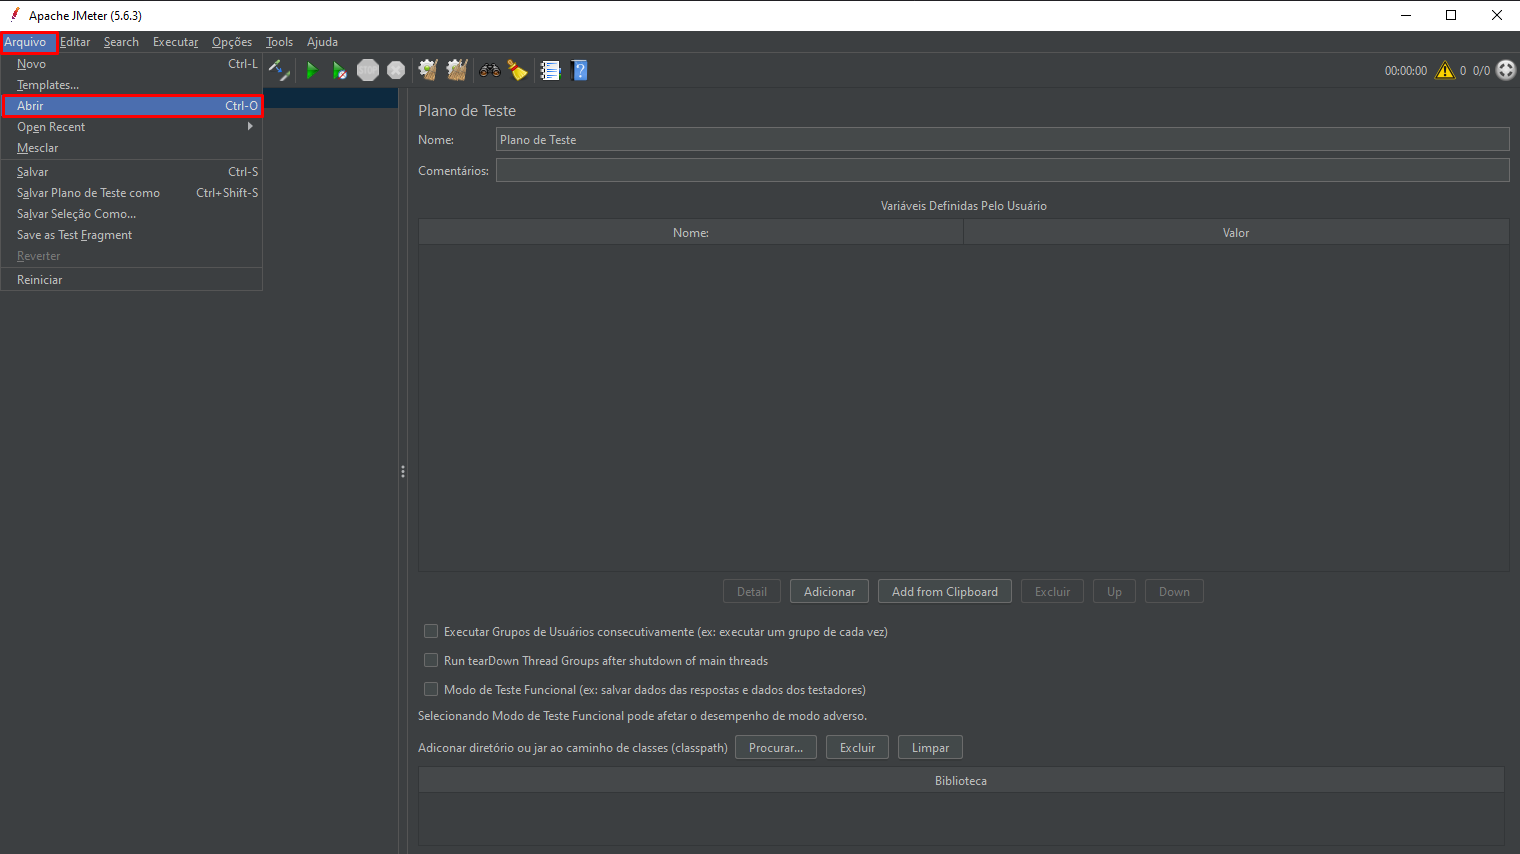 Apache JMeter (5.6.3)
Arquivo Editar Search Executar Opções Tools Ajuda
Novo Ctrl-L
Templates...
Abrir Ctrl-O
Open Recent
Mesclar
Salvar Ctrl-S
Salvar Plano de Teste como Ctrl+Shift-S
Salvar Seleção Como...
Save as Test Fragment
Reverter
Reiniciar
STOP
00:00:00 0 0/0
Plano de Teste
Nome: Plano de Teste
Comentários:
Variáveis Definidas Pelo Usuário
Nome: Valor
Detail Adicionar Add from Clipboard Excluir Up Down
Executar Grupos de Usuários consecutivamente (ex: executar um grupo de cada vez)
Run tearDown Thread Groups after shutdown of main threads
Modo de Teste Funcional (ex: salvar dados das respostas e dados dos testadores)
Selecionando Modo de Teste Funcional pode afetar o desempenho de modo adverso.
Adiconar diretório ou jar ao caminho de classes (classpath) Procurar... Excluir Limpar
Biblioteca